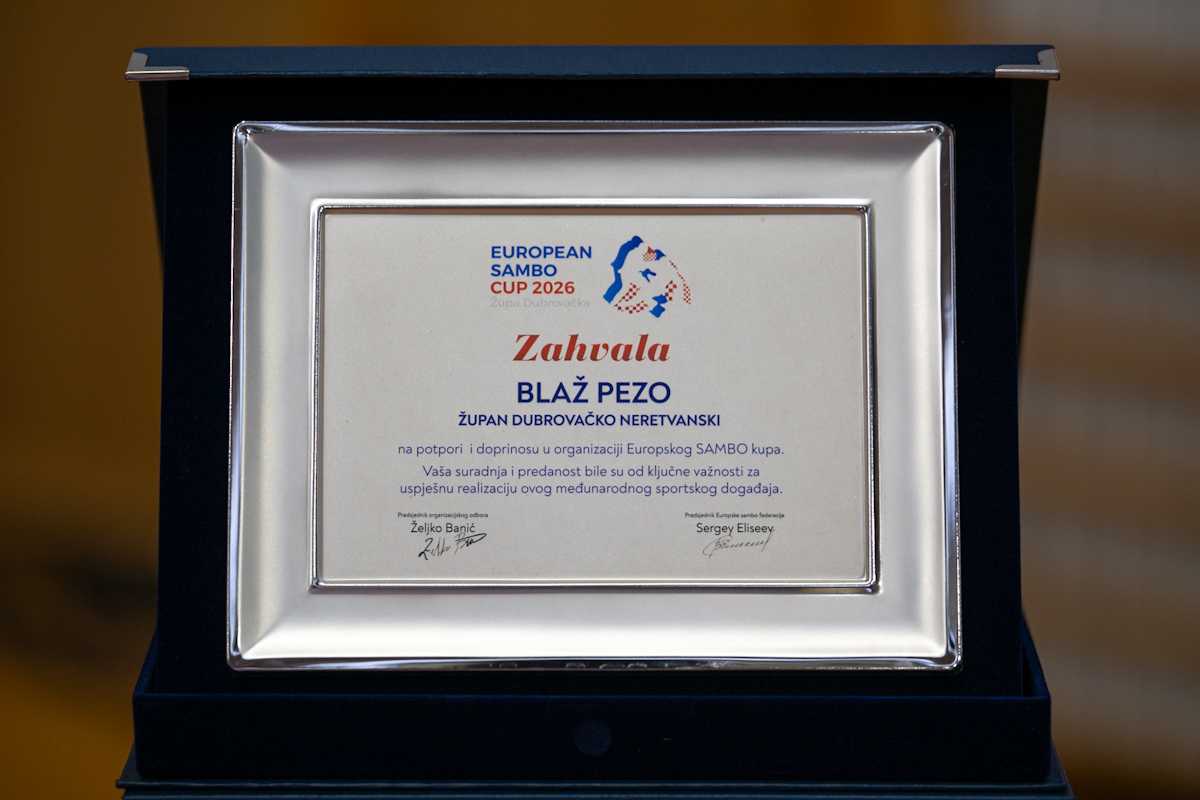 EUROPEAN
SAMBO
CUP 2026
Župa Dubrovačka
Zahvala
BLAŽ PEZO
ŽUPAN DUBROVAČKO NERETVANSKI
na potpori i doprinosu u organizaciji Europskog SAMBO kupa.
Vaša suradnja i predanost bile su od ključne važnosti za
uspješnu realizaciju ovog međunarodnog sportskog događaja.
Predsjednik organizacijskog odbora
Željko Banić
Predsjednik Europske sambo federacije
Sergey Eliseev